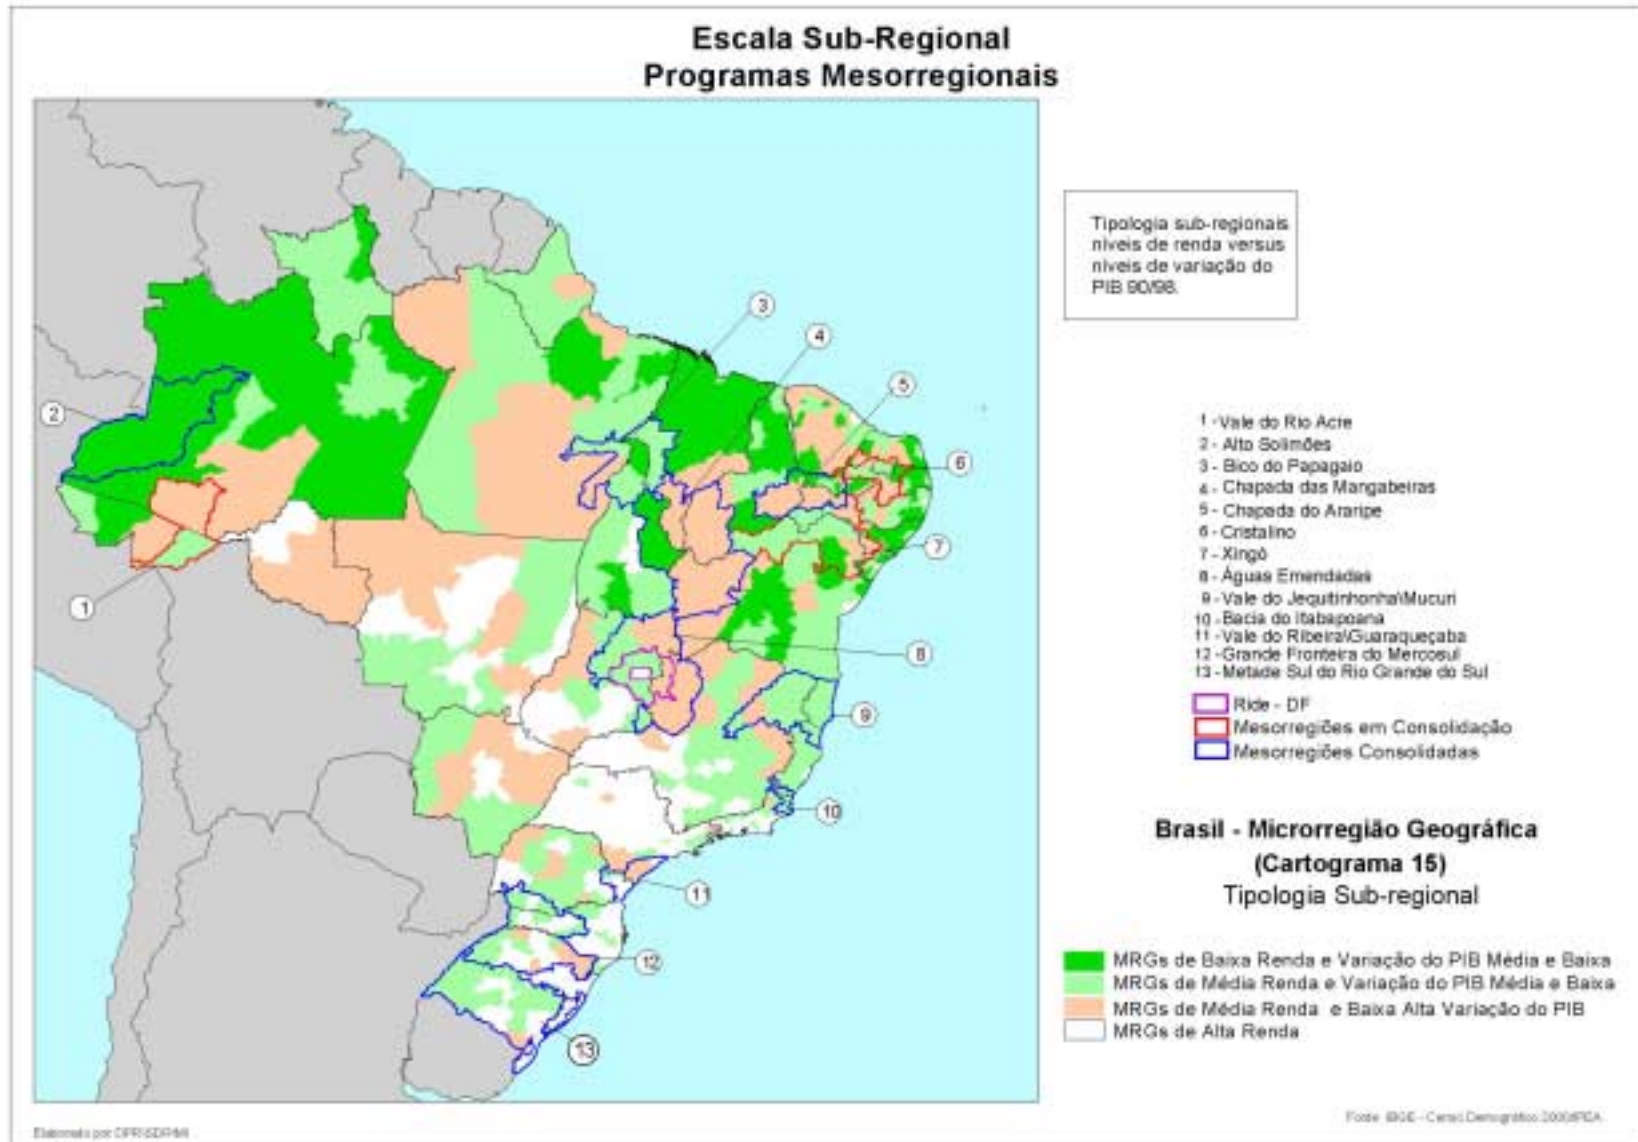 Escala Sub-Regional
Programas Mesorregionais
Tipologia sub-regionais
níveis de renda versus
níveis de variação do
PIB 90/98.
3
4
5
2
6
7
1
8
9
10
11
12
13
1 - Vale do Rio Acre
2 - Alto Solimões
3 - Bico do Papagaio
4 - Chapada das Mangabeiras
5 - Chapada do Araripe
6 - Cristalino
7 - Xingó
8 - Águas Emendadas
9 - Vale do Jequitinhonha\Mucuri
10 - Bacia do Itabapoana
11 - Vale do Ribeira\Guaraqueçaba
12 - Grande Fronteira do Mercosul
13 - Metade Sul do Rio Grande do Sul
Ride - DF
Mesorregiões em Consolidação
Mesorregiões Consolidadas
Brasil - Microrregião Geográfica
(Cartograma 15)
Tipologia Sub-regional
MRGs de Baixa Renda e Variação do PIB Média e Baixa
MRGs de Média Renda e Variação do PIB Média e Baixa
MRGs de Média Renda e Baixa Alta Variação do PIB
MRGs de Alta Renda
Fonte IBGE - Censo Demográfico
Elaborado por